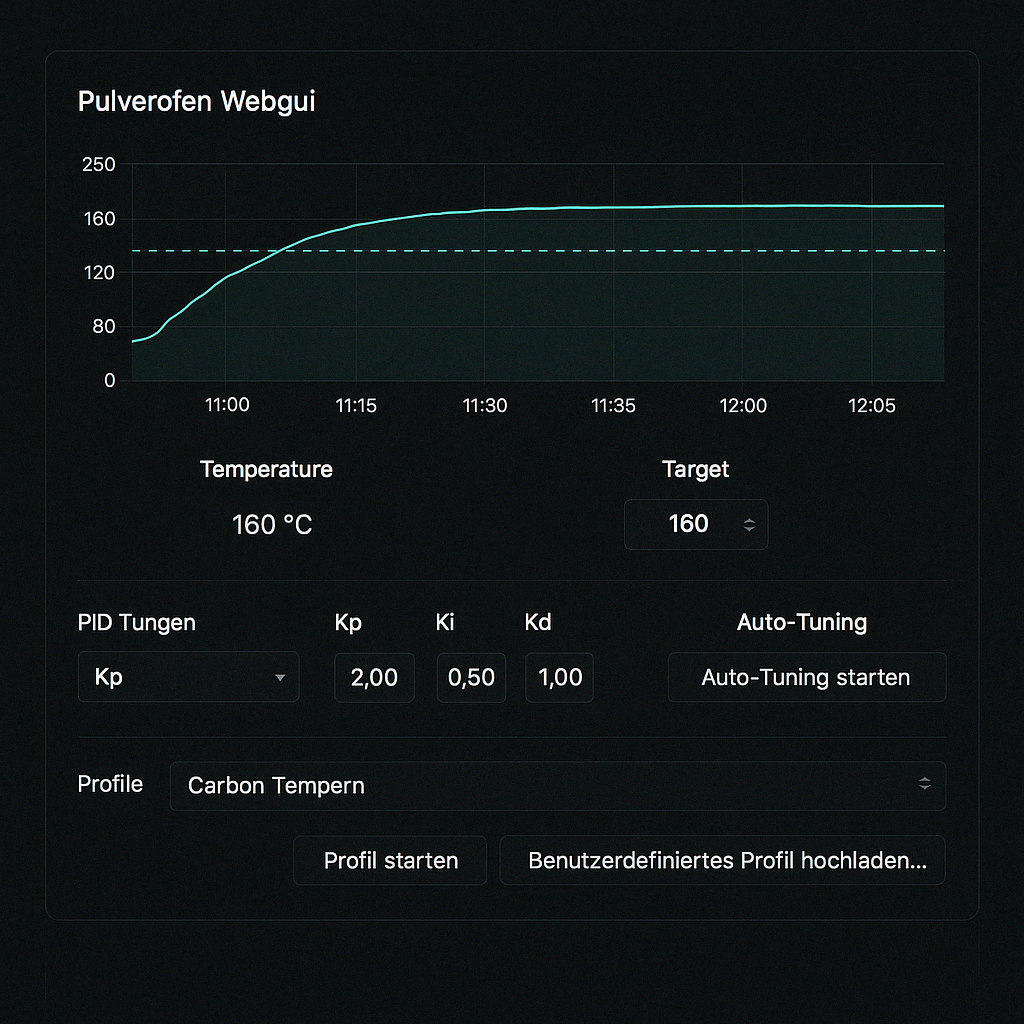 Pulverofen Webgui
250
160
120
80
0
11:00 11:15 11:30 11:35 12:00 12:05
Temperature Target
160 °C 160
PID Tungen Kp Ki Kd Auto-Tuning
Kp 2,00 0,50 1,00 Auto-Tuning starten
Profile Carbon Tempern
Profil starten Benutzerdefiniertes Profil hochladen...